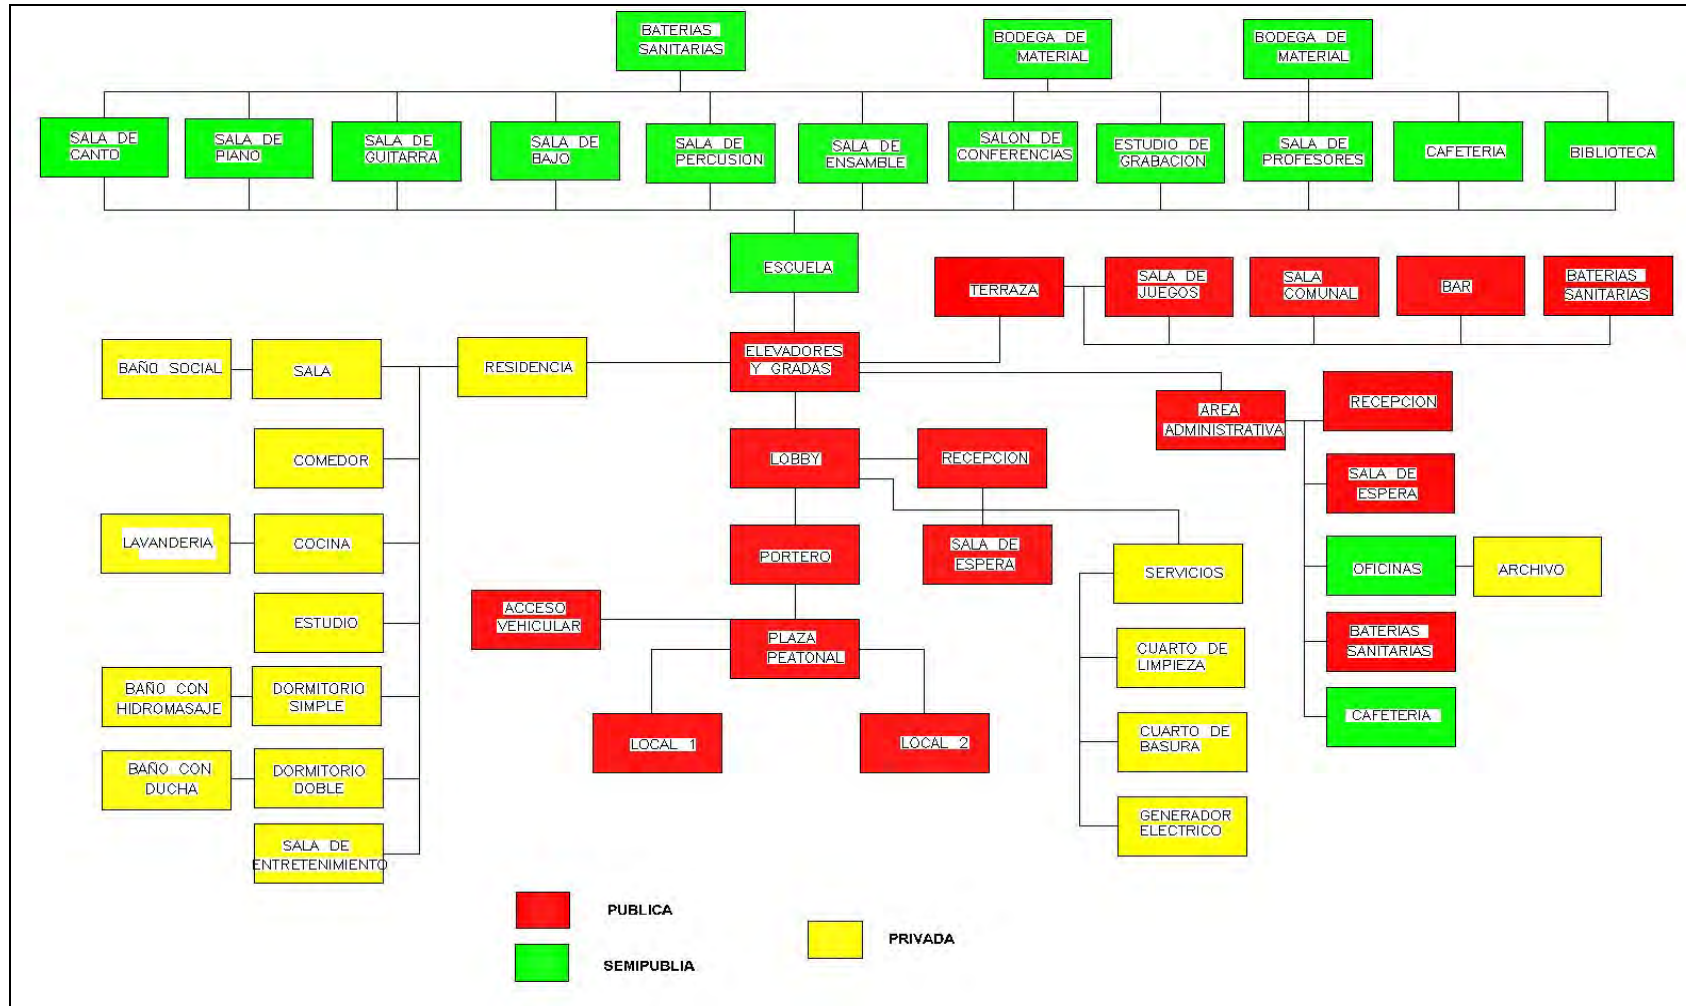 BATERIAS
SANITARIAS
BODEGA DE
MATERIAL
BODEGA DE
MATERIAL
SALA DE
CANTO
SALA DE
PIANO
SALA DE
GUITARRA
SALA DE
BAJO
SALA DE
PERCUSION
SALA DE
ENSAMBLE
SALON DE
CONFERENCIAS
ESTUDIO DE
GRABACION
SALA DE
PROFESORES
CAFETERIA
BIBLIOTECA
ESCUELA
TERRAZA
SALA DE
JUEGOS
SALA
COMUNAL
BAR
BATERIAS
SANITARIAS
BAÑO SOCIAL
SALA
RESIDENCIA
ELEVADORES
Y GRADAS
AREA
ADMINISTRATIVA
RECEPCION
COMEDOR
LOBBY
RECEPCION
SALA DE
ESPERA
LAVANDERIA
COCINA
PORTERO
SALA DE
ESPERA
SERVICIOS
OFICINAS
ARCHIVO
ESTUDIO
ACCESO
VEHICULAR
PLAZA
PEATONAL
CUARTO DE
LIMPIEZA
BATERIAS
SANITARIAS
BAÑO CON
HIDROMASAJE
DORMITORIO
SIMPLE
LOCAL 1
LOCAL 2
CUARTO DE
BASURA
CAFETERIA
BAÑO CON
DUCHA
DORMITORIO
DOBLE
GENERADOR
ELECTRICO
SALA DE
ENTRETENIMIENTO
PUBLICA
PRIVADA
SEMIPUBLIA